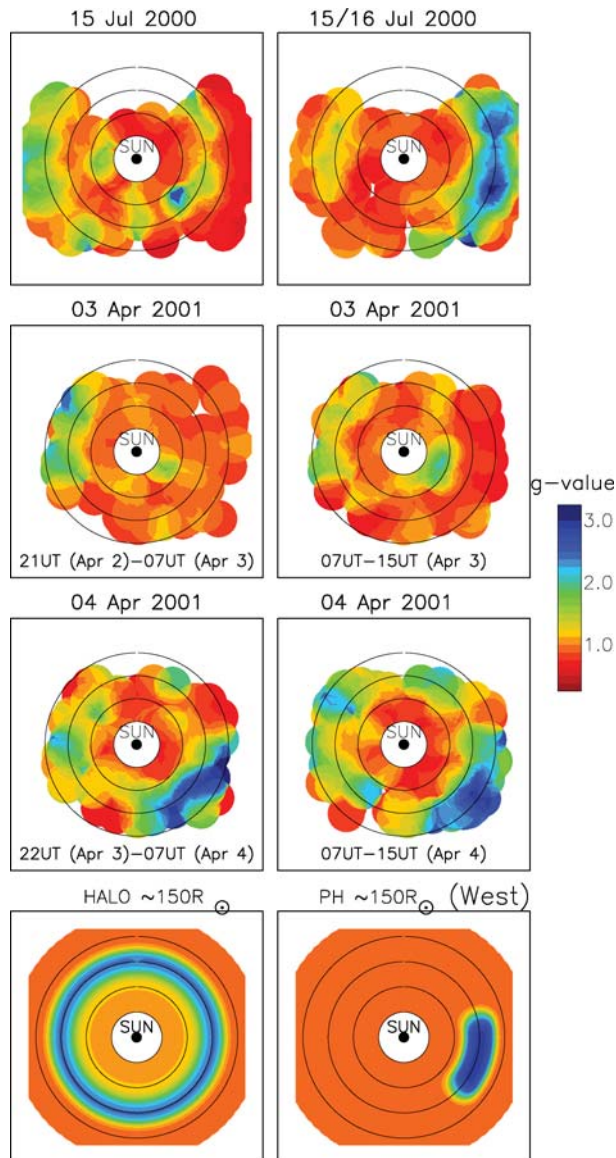 15 Jul 2000
15/16 Jul 2000
SUN
SUN
03 Apr 2001
03 Apr 2001
SUN
SUN
21UT (Apr 2)−07UT (Apr 3)
07UT−15UT (Apr 3)
g−value
3.0
2.0
1.0
04 Apr 2001
04 Apr 2001
SUN
SUN
22UT (Apr 3)−07UT (Apr 4)
07UT−15UT (Apr 4)
HALO ~150R⊙
PH ~150R⊙ (West)
SUN
SUN